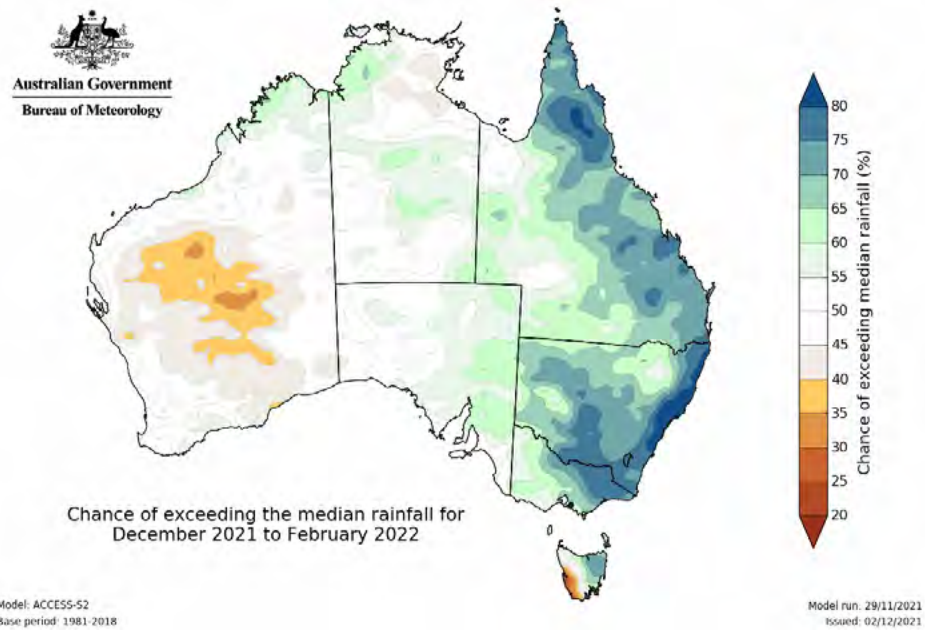 Australian Government
Bureau of Meteorology
80
75
70
65
60
55
50
45
40
35
30
25
20
Chance of exceeding median rainfall (%)
Chance of exceeding the median rainfall for
December 2021 to February 2022
Model: ACCESS-S2
Base period: 1981-2018
Model run: 29/11/2021
Issued: 02/12/2021